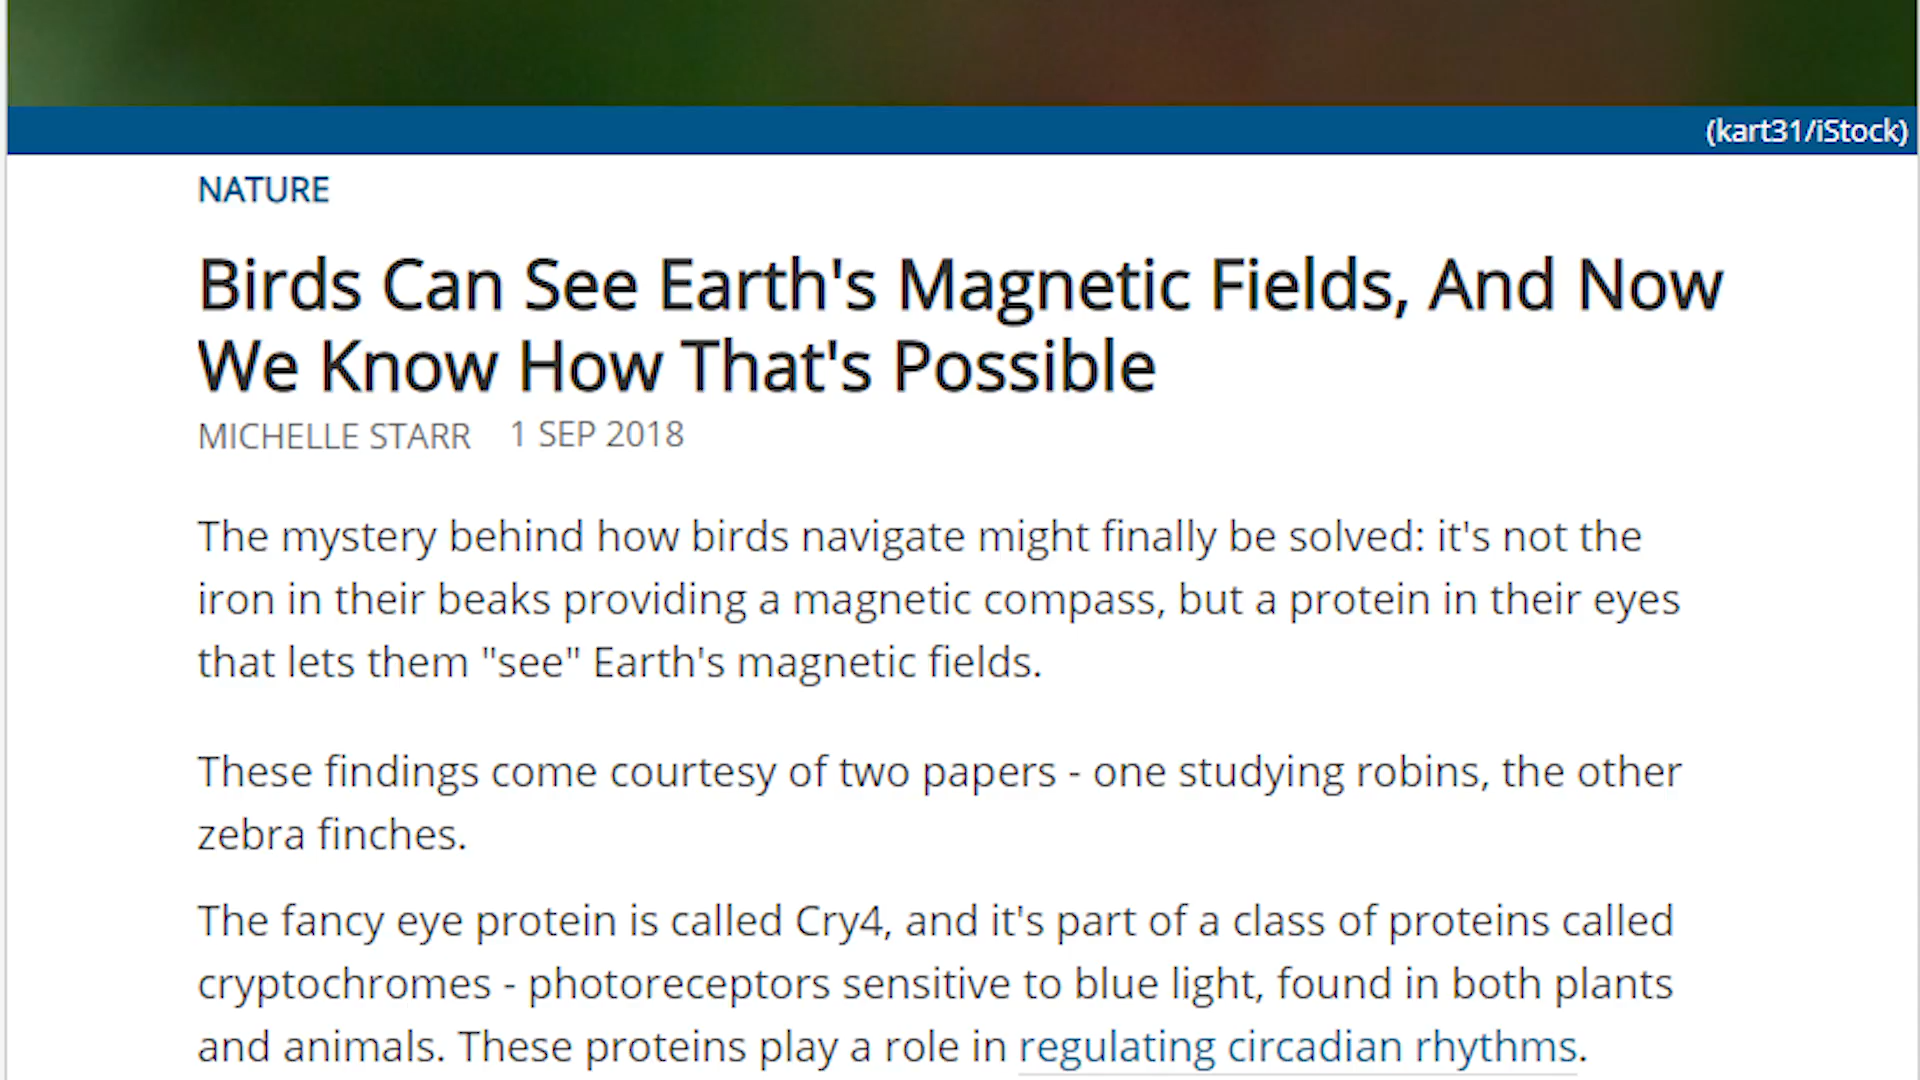 (kart31/iStock)
NATURE
Birds Can See Earth's Magnetic Fields, And Now
We Know How That's Possible
MICHELLE STARR 1 SEP 2018
The mystery behind how birds navigate might finally be solved: it's not the
iron in their beaks providing a magnetic compass, but a protein in their eyes
that lets them "see" Earth's magnetic fields.
These findings come courtesy of two papers - one studying robins, the other
zebra finches.
The fancy eye protein is called Cry4, and it's part of a class of proteins called
cryptochromes - photoreceptors sensitive to blue light, found in both plants
and animals. These proteins play a role in regulating circadian rhythms.